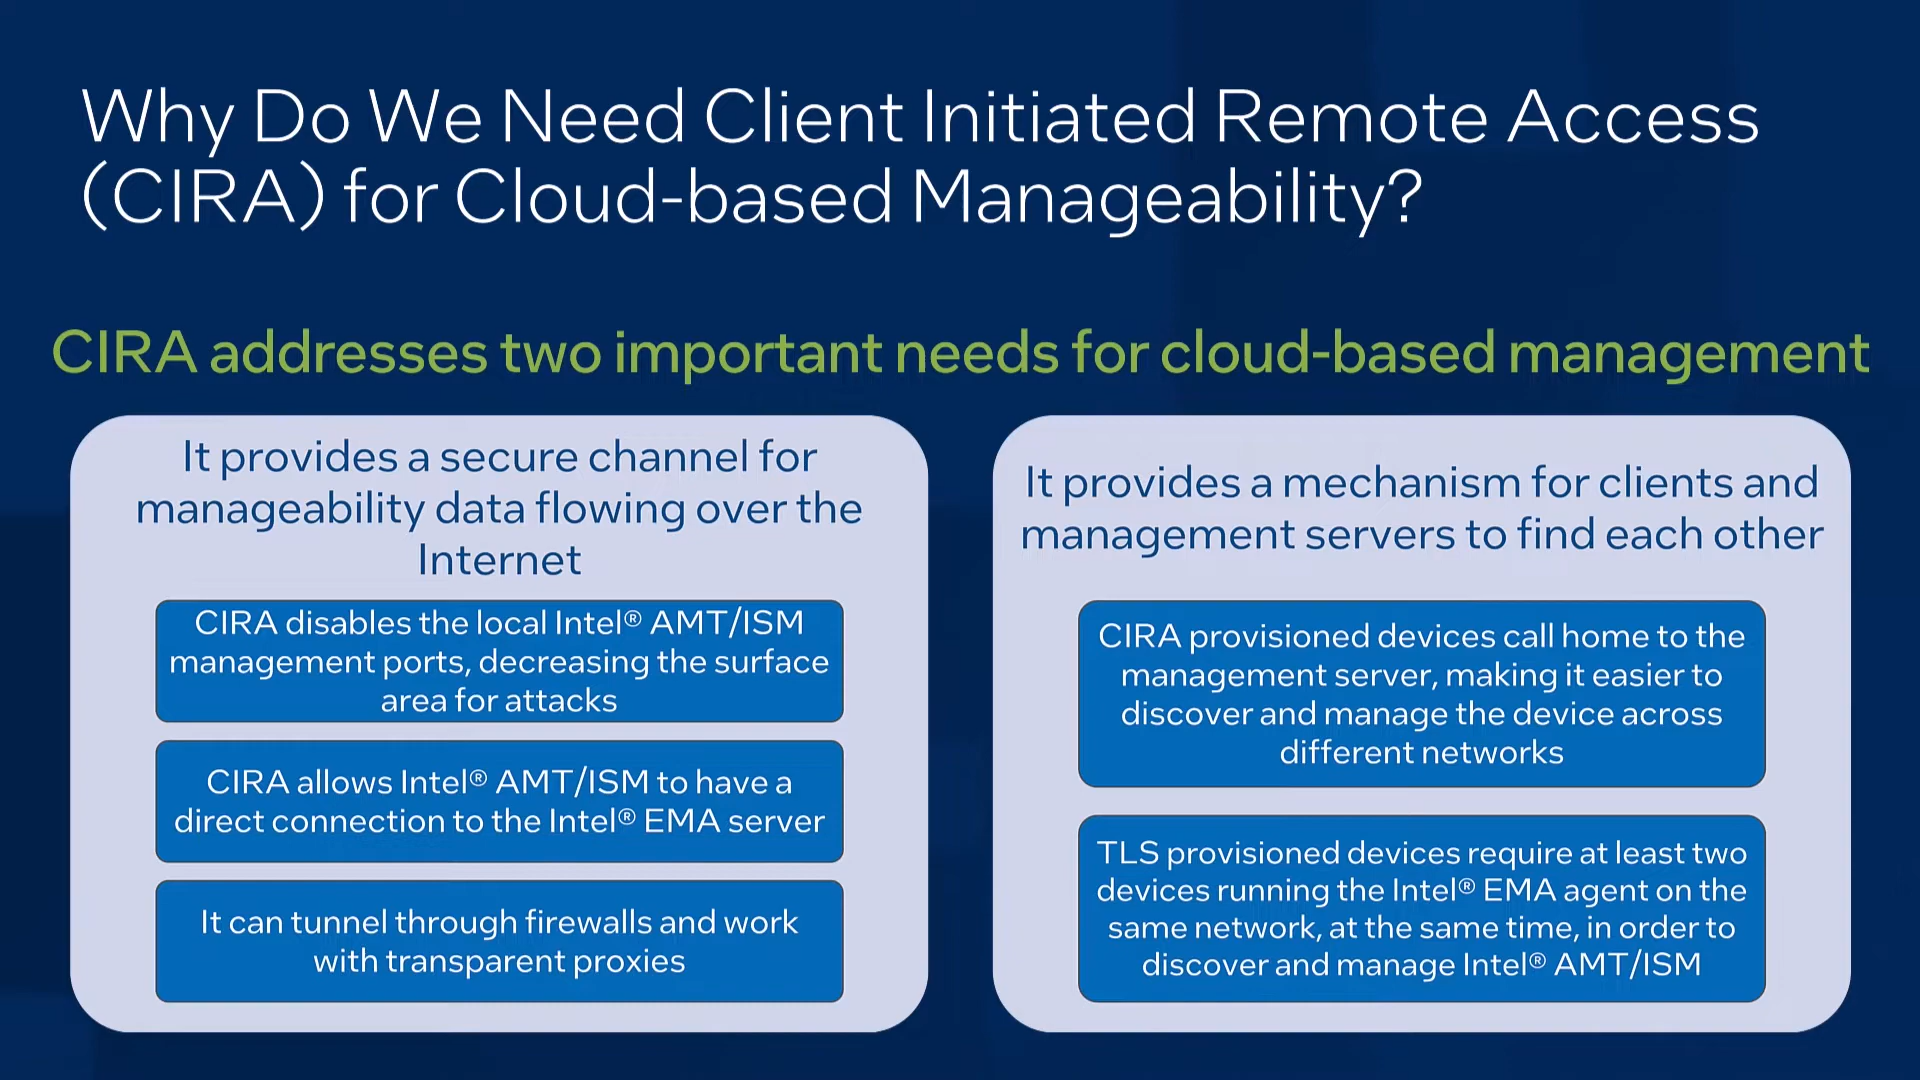 Why Do We Need Client Initiated Remote Access
(CIRA) for Cloud-based Manageability?
CIRA addresses two important needs for cloud-based management
It provides a secure channel for
manageability data flowing over the
Internet
CIRA disables the local Intel® AMT/ISM
management ports, decreasing the surface
area for attacks
CIRA allows Intel® AMT/ISM to have a
direct connection to the Intel® EMA server
It can tunnel through firewalls and work
with transparent proxies
It provides a mechanism for clients and
management servers to find each other
CIRA provisioned devices call home to the
management server, making it easier to
discover and manage the device across
different networks
TLS provisioned devices require at least two
devices running the Intel® EMA agent on the
same network, at the same time, in order to
discover and manage Intel® AMT/ISM